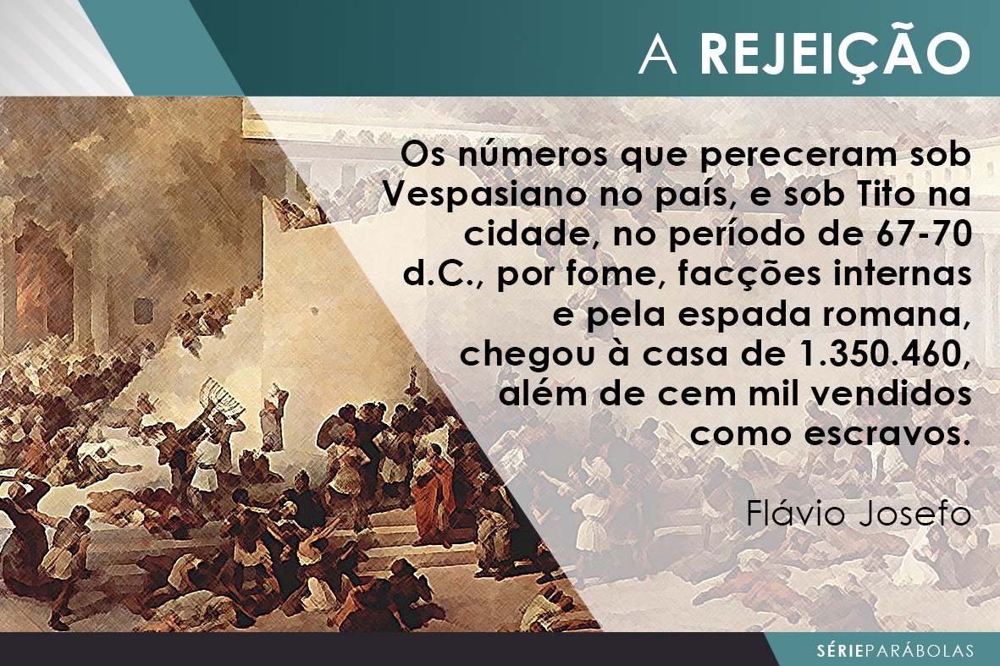 A REJEIÇÃO
Os números que pereceram sob
Vespasiano no país, e sob Tito na
cidade, no período de 67-70
d.C., por fome, facções internas
e pela espada romana,
chegou à casa de 1.350.460,
além de cem mil vendidos
como escravos.
Flávio Josefo
SÉRIEPARÁBOLAS